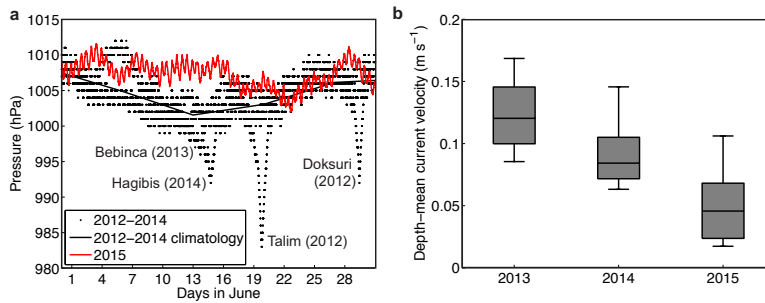 a
1015
1010
1005
1000
995
990
985
980
Pressure (hPa)
Bebinca (2013)
Hagibis (2014)
Talim (2012)
Doksuri
(2012)
2012−2014
2012−2014 climatology
2015
1 4 7 10 13 16 19 22 25 28
Days in June
b
0.2
0.15
0.1
0.05
0
Depth−mean current velocity (m s⁻¹)
2013 2014 2015